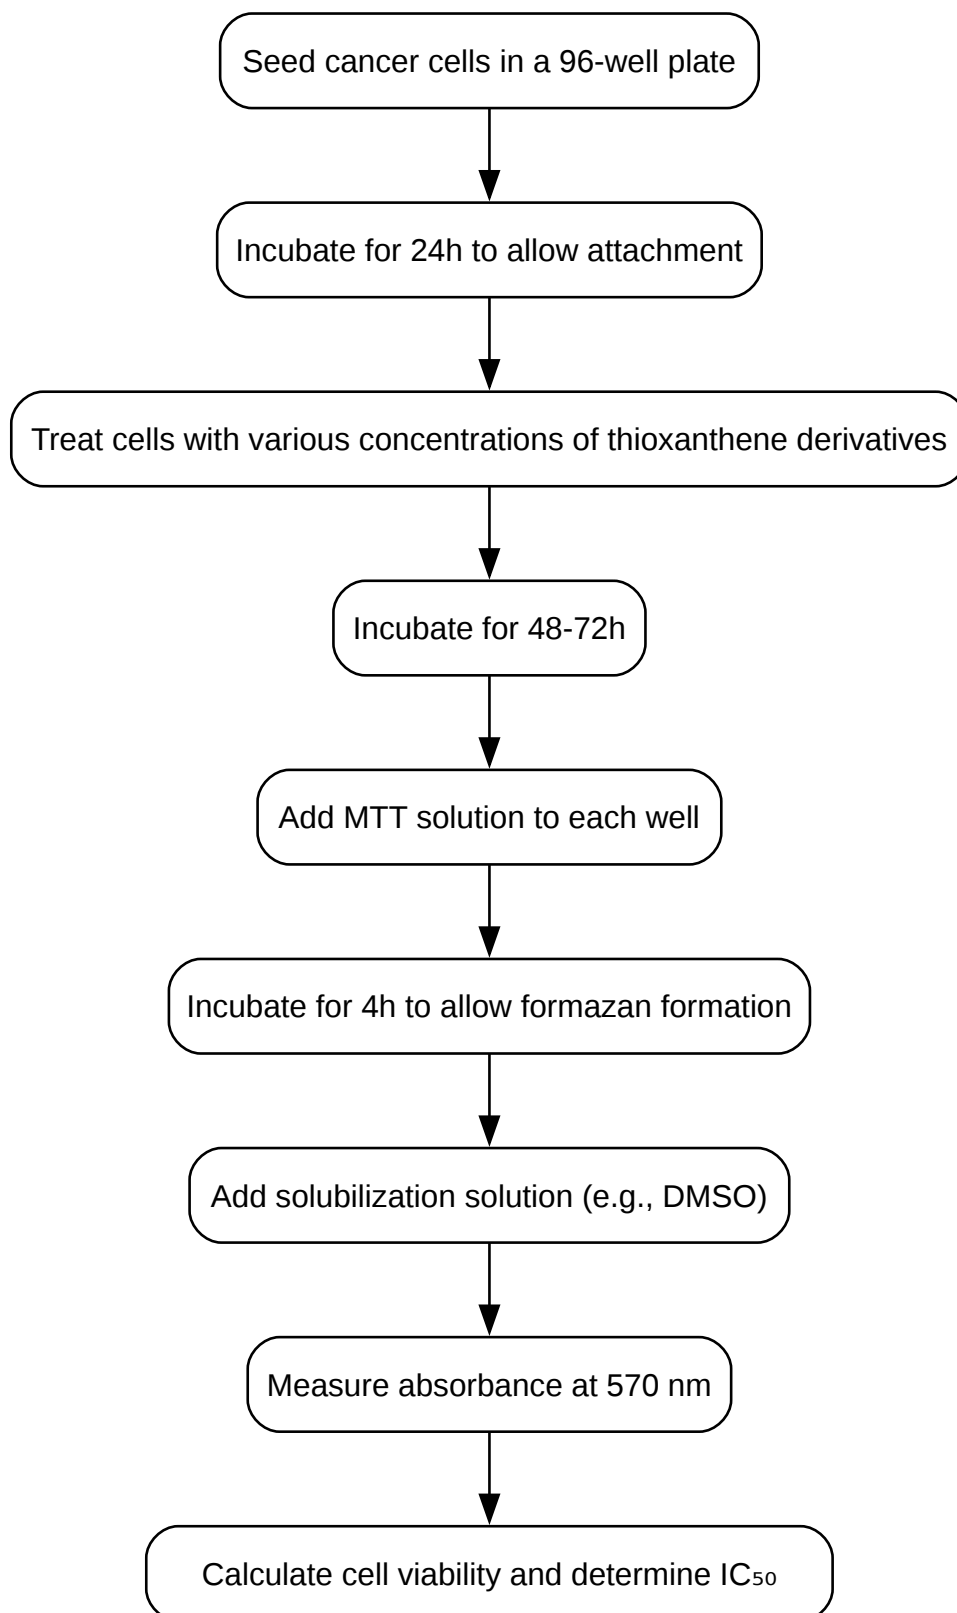 Seed cancer cells in a 96-well plate
Incubate for 24h to allow attachment
Treat cells with various concentrations of thioxanthene derivatives
Incubate for 48-72h
Add MTT solution to each well
Incubate for 4h to allow formazan formation
Add solubilization solution (e.g., DMSO)
Measure absorbance at 570 nm
Calculate cell viability and determine IC₅₀